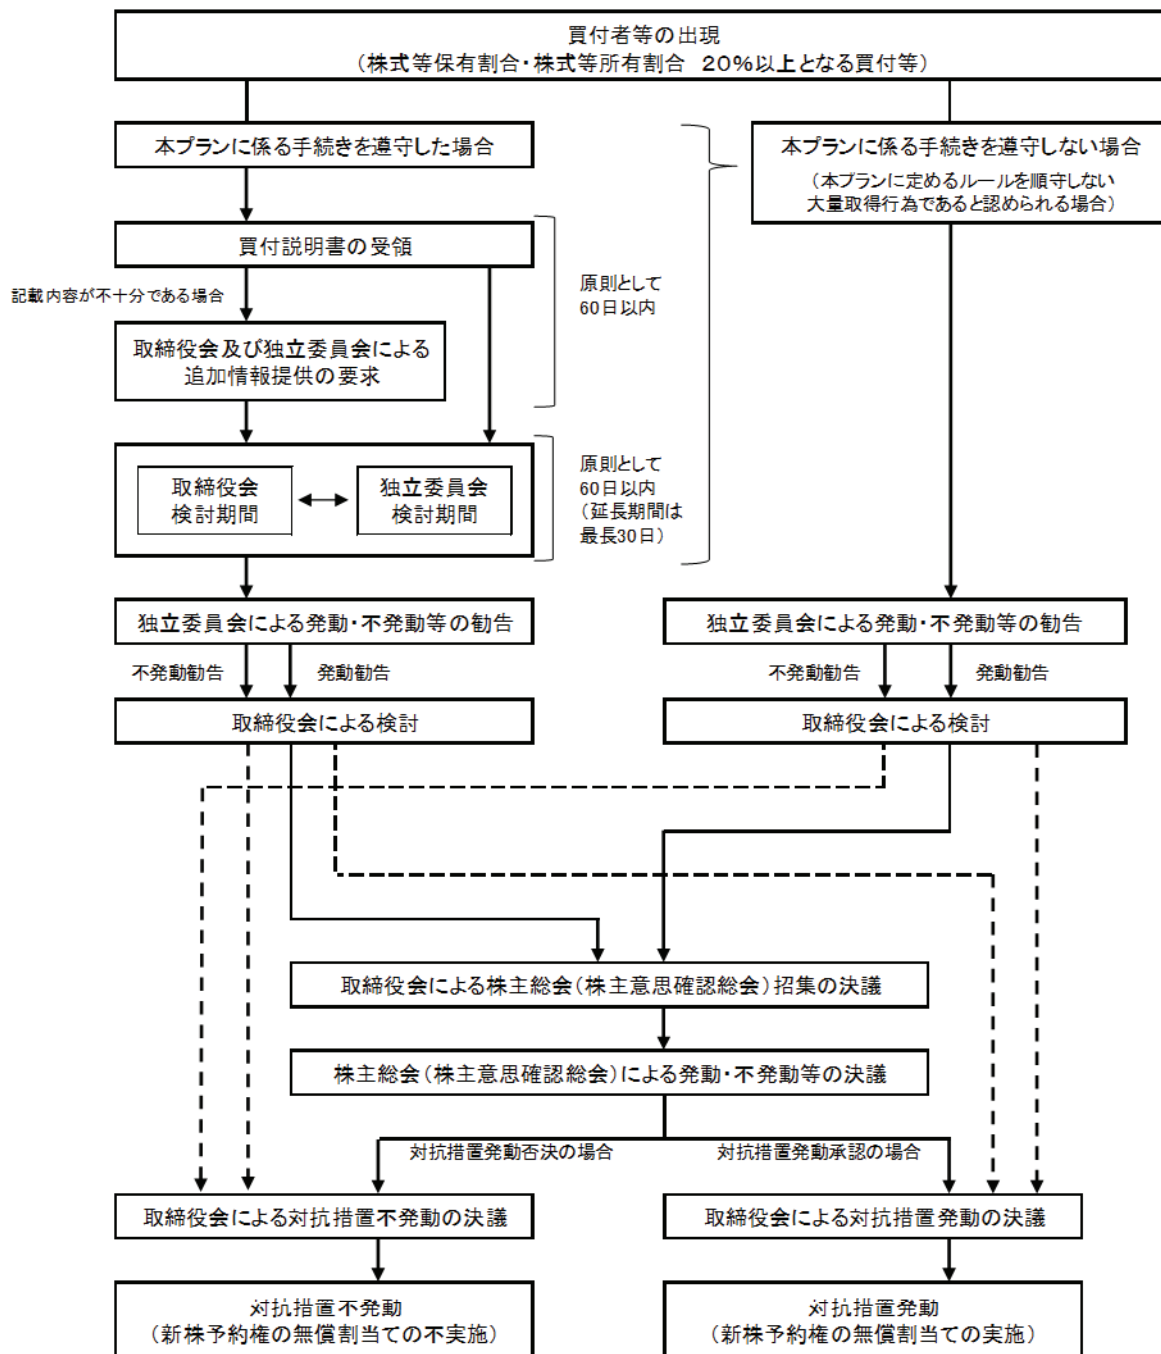 買付者等の出現
（株式等保有割合・株式等所有割合　20％以上となる買付等）
本プランに係る手続きを遵守した場合
本プランに係る手続きを遵守しない場合
（本プランに定めるルールを順守しない
大量取得行為であると認められる場合）
買付説明書の受領
記載内容が不十分である場合
原則として
60日以内
取締役会及び独立委員会による
追加情報提供の要求
取締役会
検討期間
独立委員会
検討期間
原則として
60日以内
（延長期間は
最長30日）
独立委員会による発動・不発動等の勧告
独立委員会による発動・不発動等の勧告
不発動勧告
発動勧告
不発動勧告
発動勧告
取締役会による検討
取締役会による検討
取締役会による株主総会（株主意思確認総会）招集の決議
株主総会（株主意思確認総会）による発動・不発動等の決議
対抗措置発動否決の場合
対抗措置発動承認の場合
取締役会による対抗措置不発動の決議
取締役会による対抗措置発動の決議
対抗措置不発動
（新株予約権の無償割当ての不実施）
対抗措置発動
（新株予約権の無償割当ての実施）